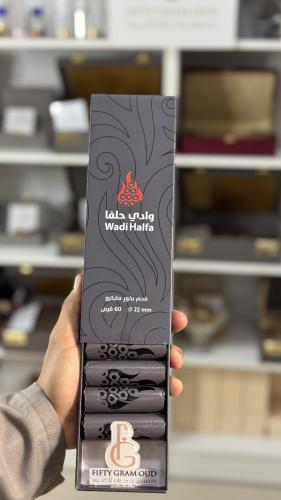 وادي حلفا
Wadi Halfa
فحم بخور مايكرو
60 قرص Ø 22 mm
FIFTY GRAM OUD